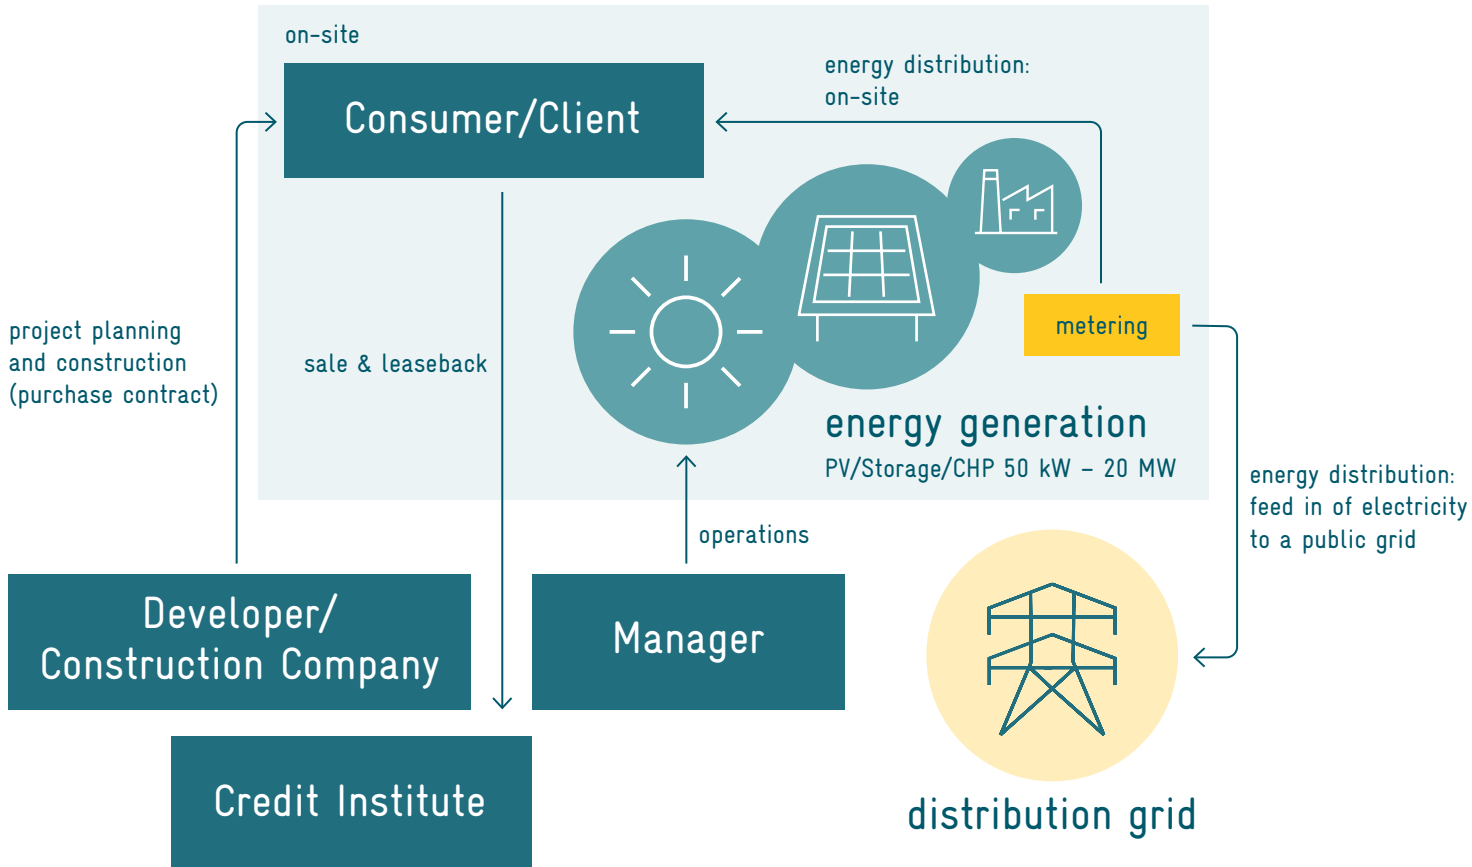 on-site
Consumer/Client
energy distribution:
on-site
project planning
and construction
(purchase contract)
sale & leaseback
metering
energy generation
PV/Storage/CHP 50 kW – 20 MW
energy distribution:
feed in of electricity
to a public grid
operations
Developer/
Construction Company
Manager
Credit Institute
distribution grid